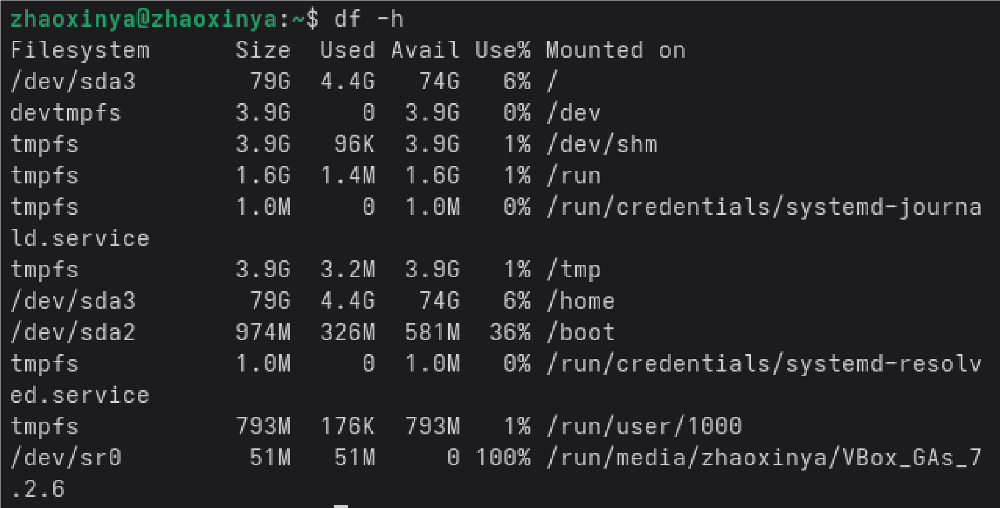 zhaoxinya@zhaoxinya:~$ df -h
Filesystem      Size  Used Avail Use% Mounted on
/dev/sda3        79G  4.4G   74G   6% /
devtmpfs        3.9G     0  3.9G   0% /dev
tmpfs           3.9G   96K  3.9G   1% /dev/shm
tmpfs           1.6G  1.4M  1.6G   1% /run
tmpfs           1.0M     0  1.0M   0% /run/credentials/systemd-journa
ld.service
tmpfs           3.9G  3.2M  3.9G   1% /tmp
/dev/sda3        79G  4.4G   74G   6% /home
/dev/sda2       974M  326M  581M  36% /boot
tmpfs           1.0M     0  1.0M   0% /run/credentials/systemd-resolv
ed.service
tmpfs           793M  176K  793M   1% /run/user/1000
/dev/sr0         51M   51M     0 100% /run/media/zhaoxinya/VBox_GAs_7
.2.6